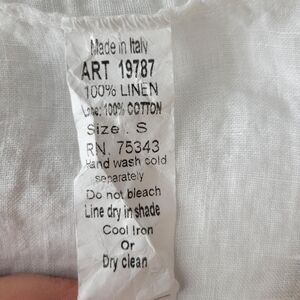 Made in Italy
ART 19787
100% LINEN
Lace: 100% COTTON
Size . S
RN. 75343
Hand wash cold
separately
Do not bleach
Line dry in shade
Cool Iron
Or
Dry clean